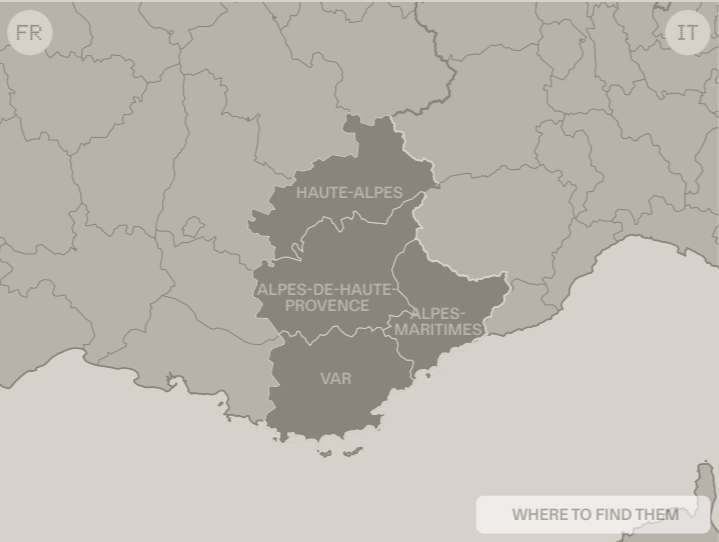 FR
IT
HAUTE-ALPES
ALPES-DE-HAUTE-
PROVENCE
ALPES-
MARITIMES
VAR
WHERE TO FIND THEM